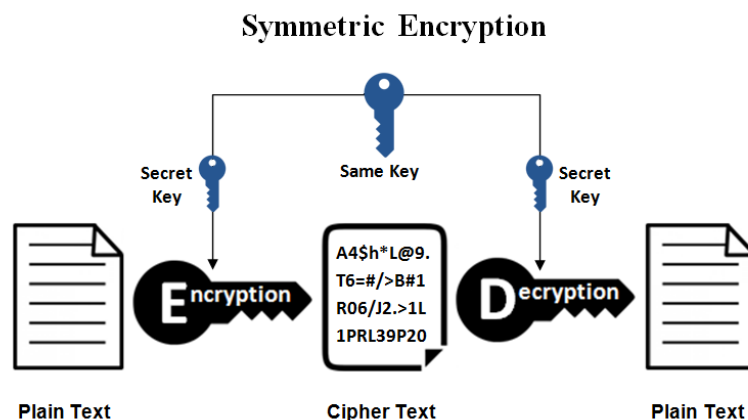 Symmetric Encryption
Secret
Key
Same Key
Secret
Key
Encryption
A4$h*L@9.
T6=#/>B#1
R06/J2.>1L
1PRL39P20
Decryption
Plain Text
Cipher Text
Plain Text